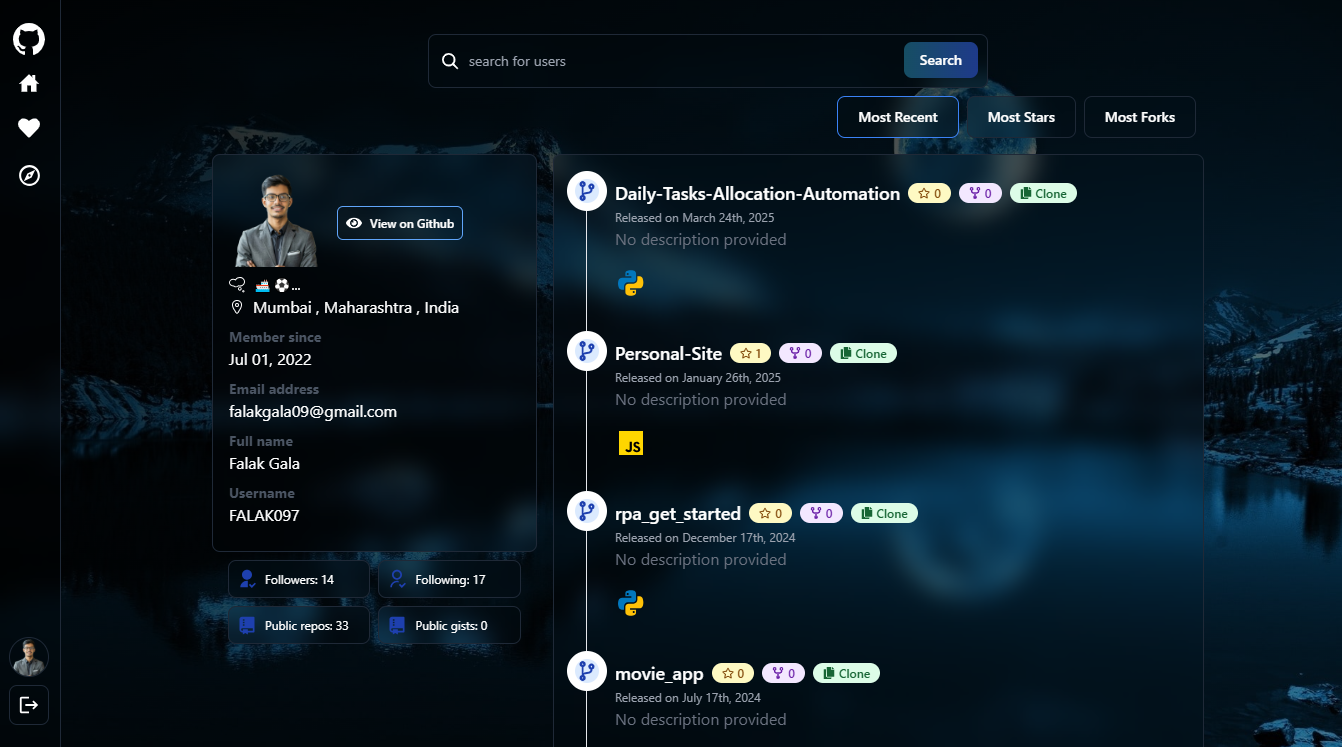 search for users
Search
Most Recent
Most Stars
Most Forks
View on Github
...
Mumbai , Maharashtra , India
Member since
Jul 01, 2022
Email address
falakgala09@gmail.com
Full name
Falak Gala
Username
FALAK097
Followers: 14
Following: 17
Public repos: 33
Public gists: 0
Daily-Tasks-Allocation-Automation 0 0 Clone
Released on March 24th, 2025
No description provided
Personal-Site 1 0 Clone
Released on January 26th, 2025
No description provided
JS
rpa_get_started 0 0 Clone
Released on December 17th, 2024
No description provided
movie_app 0 0 Clone
Released on July 17th, 2024
No description provided